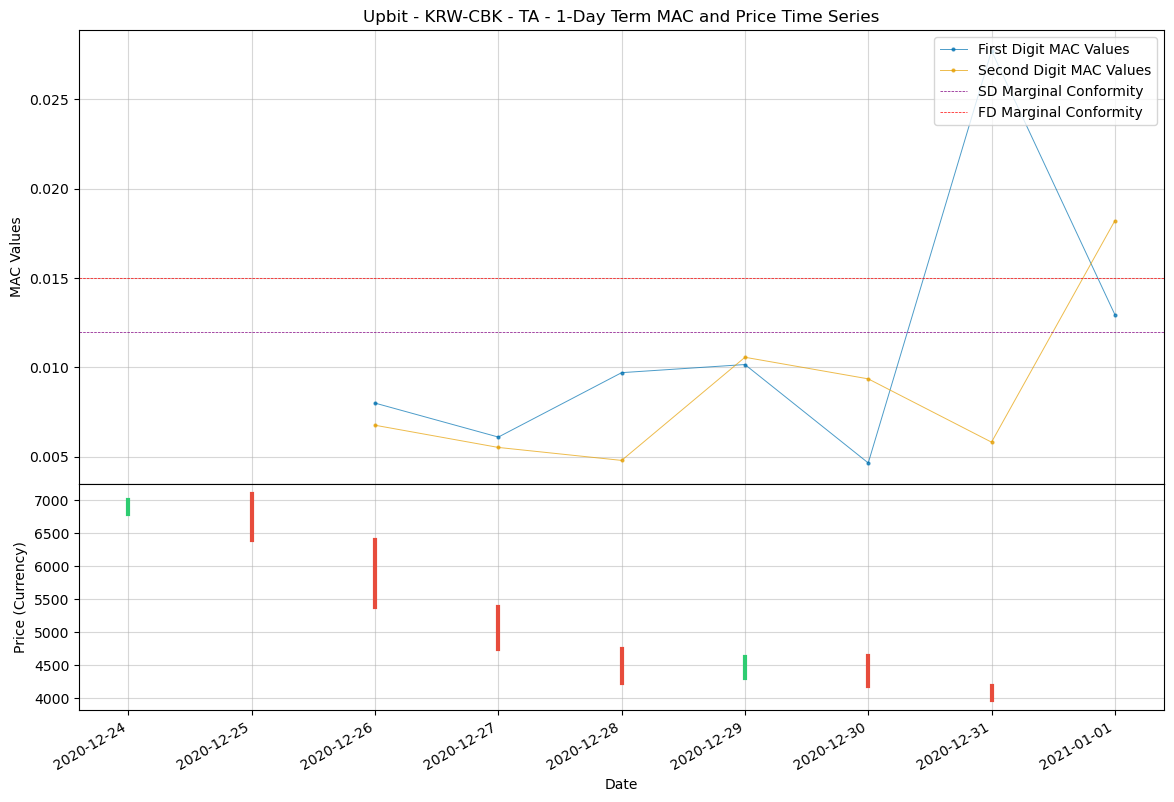 Upbit - KRW-CBK - TA - 1-Day Term MAC and Price Time Series
First Digit MAC Values
Second Digit MAC Values
SD Marginal Conformity
FD Marginal Conformity
MAC Values
0.025
0.020
0.015
0.010
0.005
Price (Currency)
7000
6500
6000
5500
5000
4500
4000
2020-12-24
2020-12-25
2020-12-26
2020-12-27
2020-12-28
2020-12-29
2020-12-30
2020-12-31
2021-01-01
Date